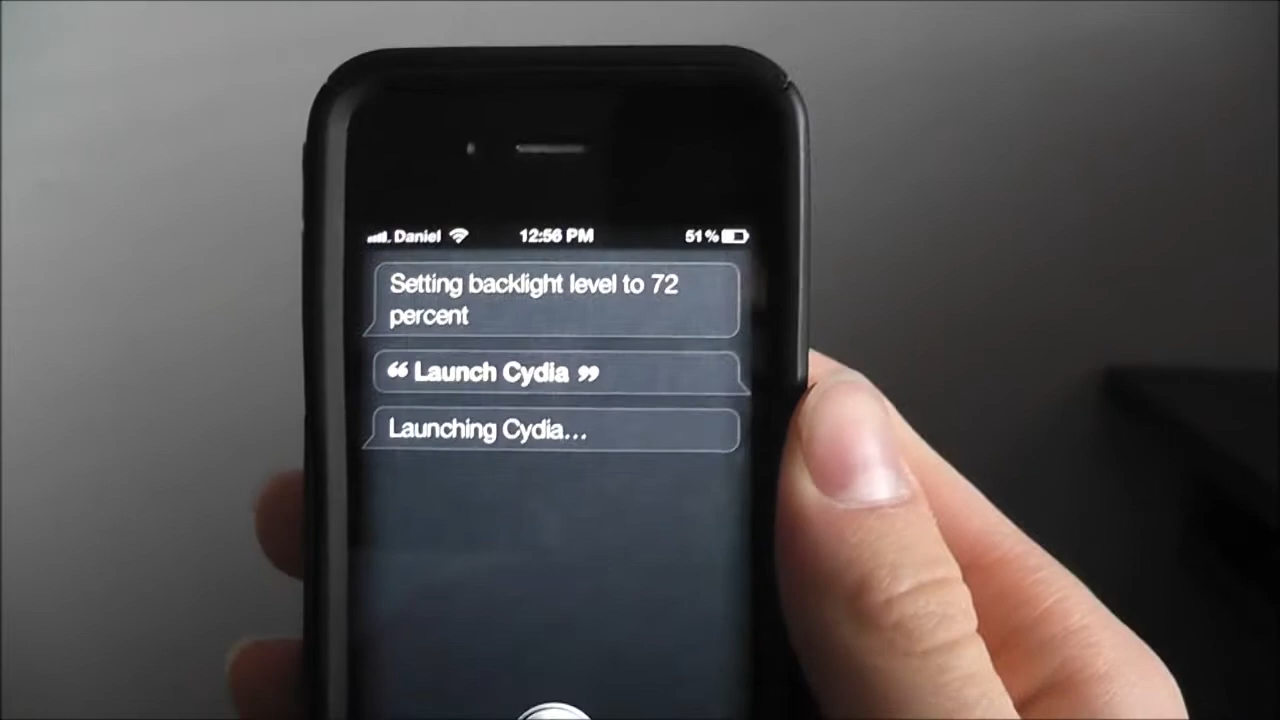 Daniel 12:56 PM 51%
Setting backlight level to 72
percent
“ Launch Cydia ”
Launching Cydia...